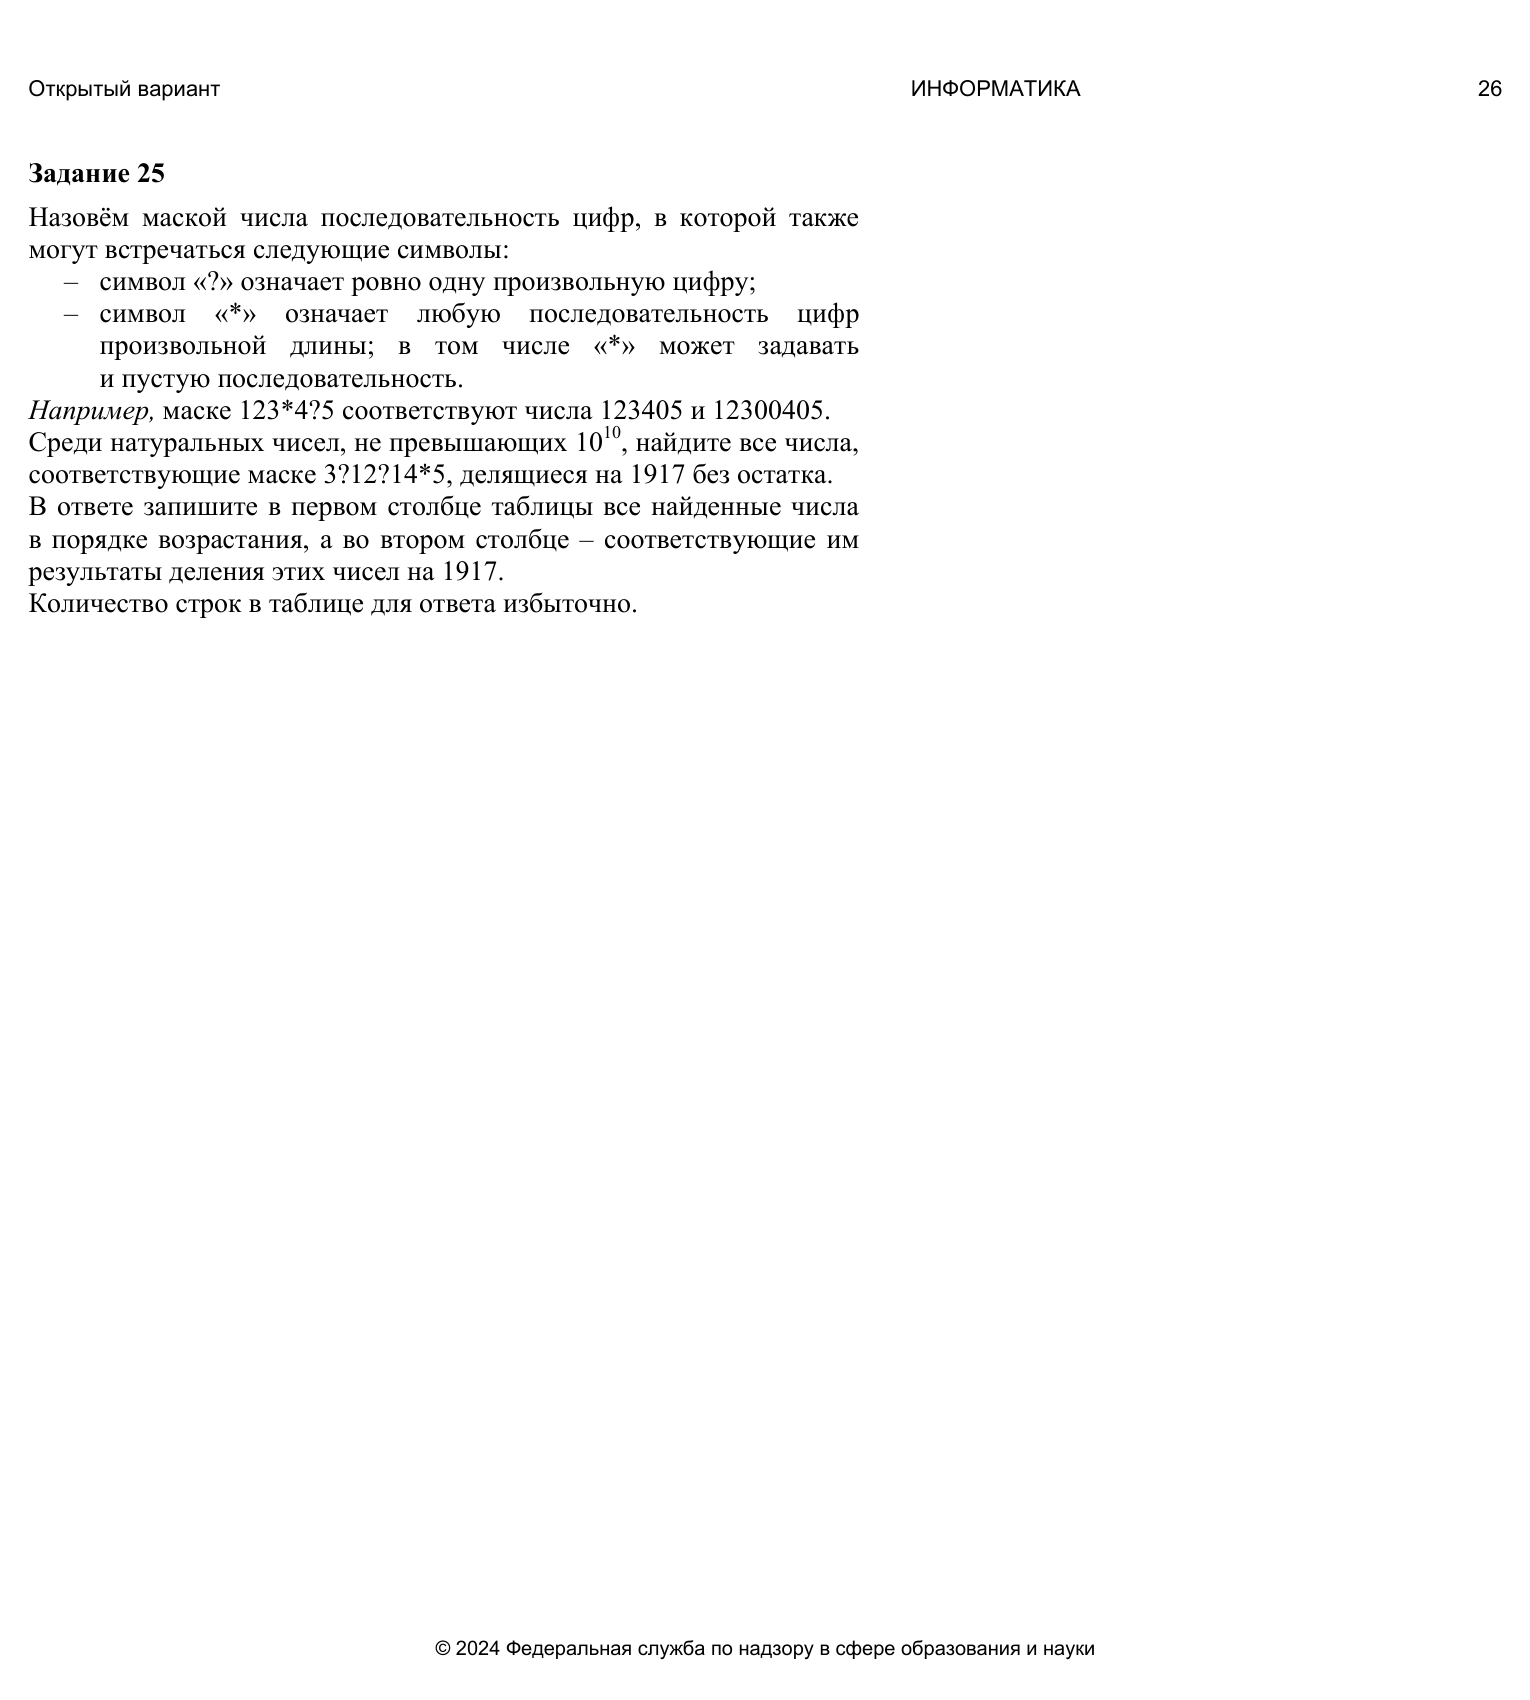 Открытый вариант ИНФОРМАТИКА 26
Задание 25
Назовём маской числа последовательность цифр, в которой также
могут встречаться следующие символы:
– символ «?» означает ровно одну произвольную цифру;
– символ «*» означает любую последовательность цифр
произвольной длины; в том числе «*» может задавать
и пустую последовательность.
Например, маске 123*4?5 соответствуют числа 123405 и 12300405.
Среди натуральных чисел, не превышающих 10¹⁰, найдите все числа,
соответствующие маске 3?12?14*5, делящиеся на 1917 без остатка.
В ответе запишите в первом столбце таблицы все найденные числа
в порядке возрастания, а во втором столбце – соответствующие им
результаты деления этих чисел на 1917.
Количество строк в таблице для ответа избыточно.
© 2024 Федеральная служба по надзору в сфере образования и науки